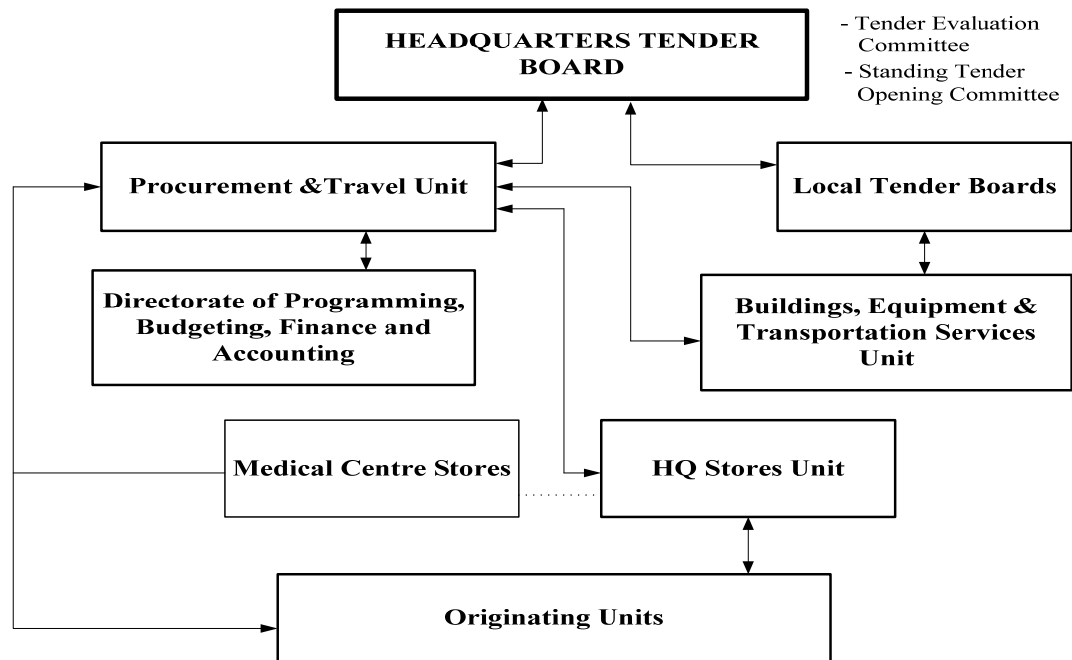 HEADQUARTERS TENDER
BOARD
- Tender Evaluation
Committee
- Standing Tender
Opening Committee
Procurement &Travel Unit
Local Tender Boards
Directorate of Programming,
Budgeting, Finance and
Accounting
Buildings, Equipment &
Transportation Services
Unit
Medical Centre Stores
HQ Stores Unit
Originating Units